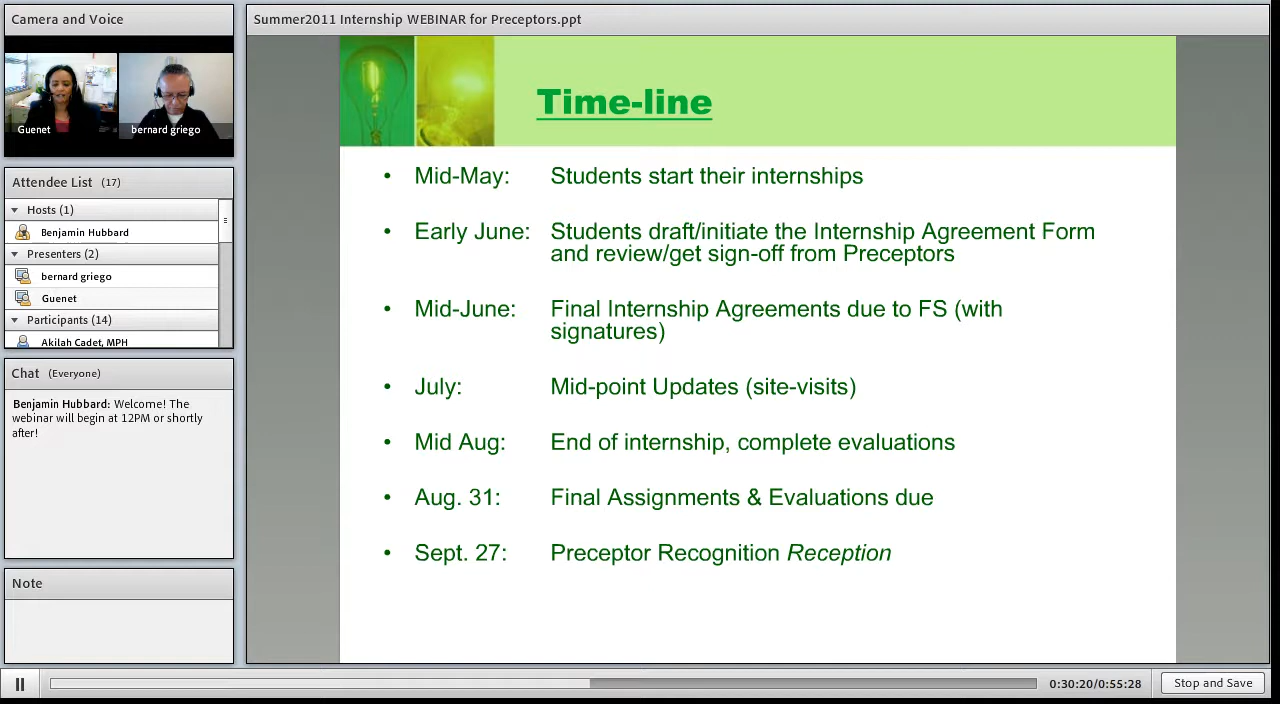 Camera and Voice
Guenet
bernard griego
Attendee List (17)
Hosts (1)
Benjamin Hubbard
Presenters (2)
bernard griego
Guenet
Participants (14)
Akilah Cadet, MPH
Chat (Everyone)
Benjamin Hubbard: Welcome! The
webinar will begin at 12PM or shortly
after!
Note
Summer2011 Internship WEBINAR for Preceptors.ppt
Time-line
• Mid-May: Students start their internships
• Early June: Students draft/initiate the Internship Agreement Form
and review/get sign-off from Preceptors
• Mid-June: Final Internship Agreements due to FS (with
signatures)
• July: Mid-point Updates (site-visits)
• Mid Aug: End of internship, complete evaluations
• Aug. 31: Final Assignments & Evaluations due
• Sept. 27: Preceptor Recognition Reception
0:30:20/0:55:28
Stop and Save